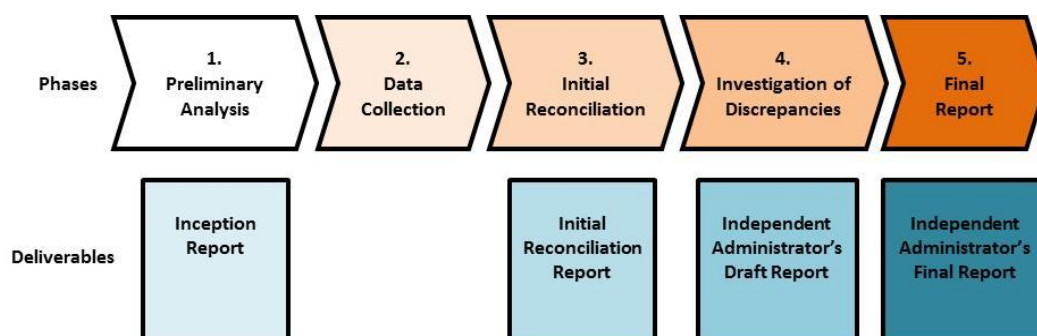 Phases
1.
Preliminary
Analysis
2.
Data
Collection
3.
Initial
Reconciliation
4.
Investigation of
Discrepancies
5.
Final
Report
Deliverables
Inception
Report
Initial
Reconciliation
Report
Independent
Administrator's
Draft Report
Independent
Administrator's
Final Report